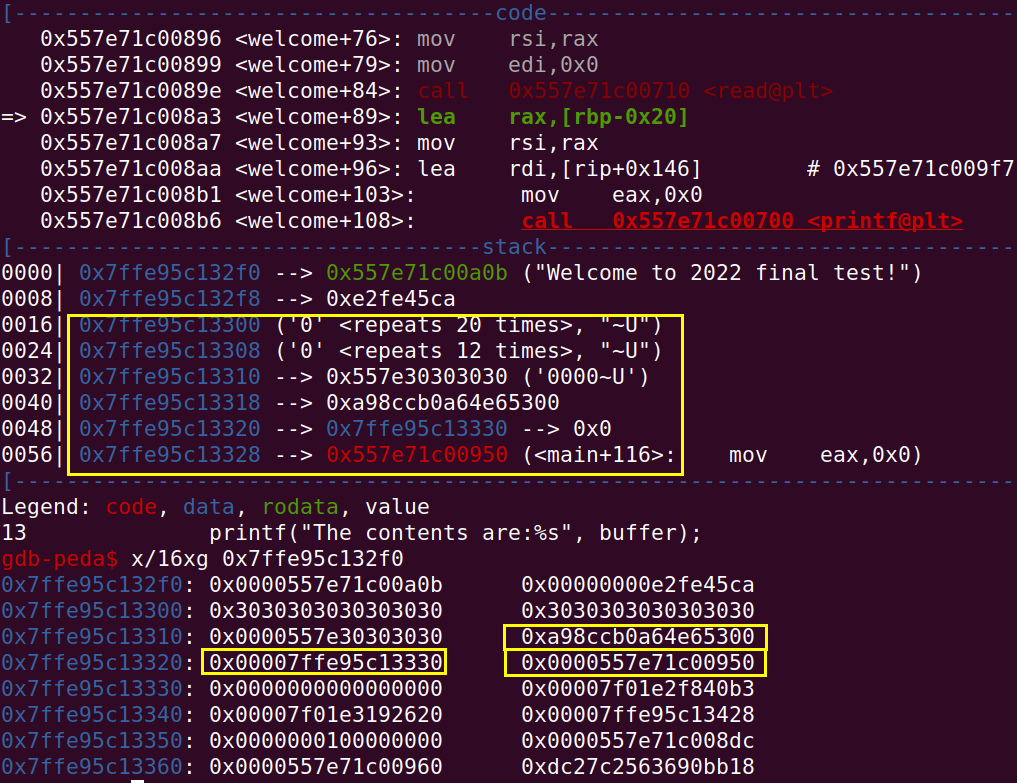 [-------------------------------------code-----------------------------------
   0x557e71c00896 <welcome+76>: mov    rsi,rax
   0x557e71c00899 <welcome+79>: mov    edi,0x0
   0x557e71c0089e <welcome+84>: call   0x557e71c00710 <read@plt>
=> 0x557e71c008a3 <welcome+89>: lea    rax,[rbp-0x20]
   0x557e71c008a7 <welcome+93>: mov    rsi,rax
   0x557e71c008aa <welcome+96>: lea    rdi,[rip+0x146]        # 0x557e71c009f7
   0x557e71c008b1 <welcome+103>:        mov    eax,0x0
   0x557e71c008b6 <welcome+108>:        call   0x557e71c00700 <printf@plt>
[------------------------------------stack-----------------------------------
0000| 0x7ffe95c132f0 --> 0x557e71c00a0b ("Welcome to 2022 final test!")
0008| 0x7ffe95c132f8 --> 0xe2fe45ca
0016| 0x7ffe95c13300 ('0' <repeats 20 times>, "~U")
0024| 0x7ffe95c13308 ('0' <repeats 12 times>, "~U")
0032| 0x7ffe95c13310 --> 0x557e30303030 ('0000~U')
0040| 0x7ffe95c13318 --> 0xa98ccb0a64e65300
0048| 0x7ffe95c13320 --> 0x7ffe95c13330 --> 0x0
0056| 0x7ffe95c13328 --> 0x557e71c00950 (<main+116>:    mov    eax,0x0)
[----------------------------------------------------------------------------
Legend: code, data, rodata, value
13              printf("The contents are:%s", buffer);
gdb-peda$ x/16xg 0x7ffe95c132f0
0x7ffe95c132f0: 0x0000557e71c00a0b      0x00000000e2fe45ca
0x7ffe95c13300: 0x3030303030303030      0x3030303030303030
0x7ffe95c13310: 0x0000557e30303030      0xa98ccb0a64e65300
0x7ffe95c13320: 0x00007ffe95c13330      0x0000557e71c00950
0x7ffe95c13330: 0x0000000000000000      0x00007f01e2f840b3
0x7ffe95c13340: 0x00007f01e3192620      0x00007ffe95c13428
0x7ffe95c13350: 0x0000000100000000      0x0000557e71c008dc
0x7ffe95c13360: 0x0000557e71c00960      0xdc27c2563690bb18